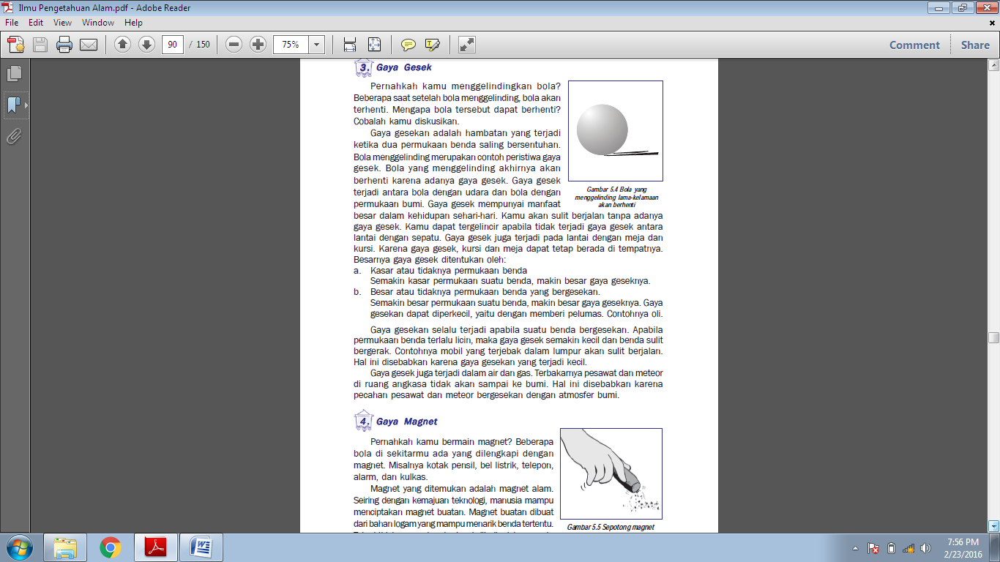 Ilmu Pengetahuan Alam.pdf - Adobe Reader
File Edit View Window Help
90 / 150 75% Comment Share
3. Gaya Gesek
Pernahkah kamu menggelindingkan bola?
Beberapa saat setelah bola menggelinding, bola akan
terhenti. Mengapa bola tersebut dapat berhenti?
Cobalah kamu diskusikan.
Gaya gesekan adalah hambatan yang terjadi
ketika dua permukaan benda saling bersentuhan.
Bola menggelinding merupakan contoh peristiwa gaya
gesek. Bola yang menggelinding akhirnya akan
berhenti karena adanya gaya gesek. Gaya gesek
terjadi antara bola dengan udara dan bola dengan
permukaan bumi. Gaya gesek mempunyai manfaat
Gambar 5.4 Bola yang
menggelinding lama-kelamaan
akan berhenti
besar dalam kehidupan sehari-hari. Kamu akan sulit berjalan tanpa adanya
gaya gesek. Kamu dapat tergelincir apabila tidak terjadi gaya gesek antara
lantai dengan sepatu. Gaya gesek juga terjadi pada lantai dengan meja dan
kursi. Karena gaya gesek, kursi dan meja dapat tetap berada di tempatnya.
Besarnya gaya gesek ditentukan oleh:
a. Kasar atau tidaknya permukaan benda
Semakin kasar permukaan suatu benda, makin besar gaya geseknya.
b. Besar atau tidaknya permukaan benda yang bergesekan.
Semakin besar permukaan suatu benda, makin besar gaya geseknya. Gaya
gesekan dapat diperkecil, yaitu dengan memberi pelumas. Contohnya oli.
Gaya gesekan selalu terjadi apabila suatu benda bergesekan. Apabila
permukaan benda terlalu licin, maka gaya gesek semakin kecil dan benda sulit
bergerak. Contohnya mobil yang terjebak dalam lumpur akan sulit berjalan.
Hal ini disebabkan karena gaya gesekan yang terjadi kecil.
Gaya gesek juga terjadi dalam air dan gas. Terbakarnya pesawat dan meteor
di ruang angkasa tidak akan sampai ke bumi. Hal ini disebabkan karena
pecahan pesawat dan meteor bergesekan dengan atmosfer bumi.
4. Gaya Magnet
Pernahkah kamu bermain magnet? Beberapa
bola di sekitarmu ada yang dilengkapi dengan
magnet. Misalnya kotak pensil, bel listrik, telepon,
alarm, dan kulkas.
Magnet yang ditemukan adalah magnet alam.
Seiring dengan kemajuan teknologi, manusia mampu
menciptakan magnet buatan. Magnet buatan dibuat
dari bahan logam yang mampu menarik benda tertentu.
Gambar 5.5 Sepotong magnet
7:56 PM
2/23/2016